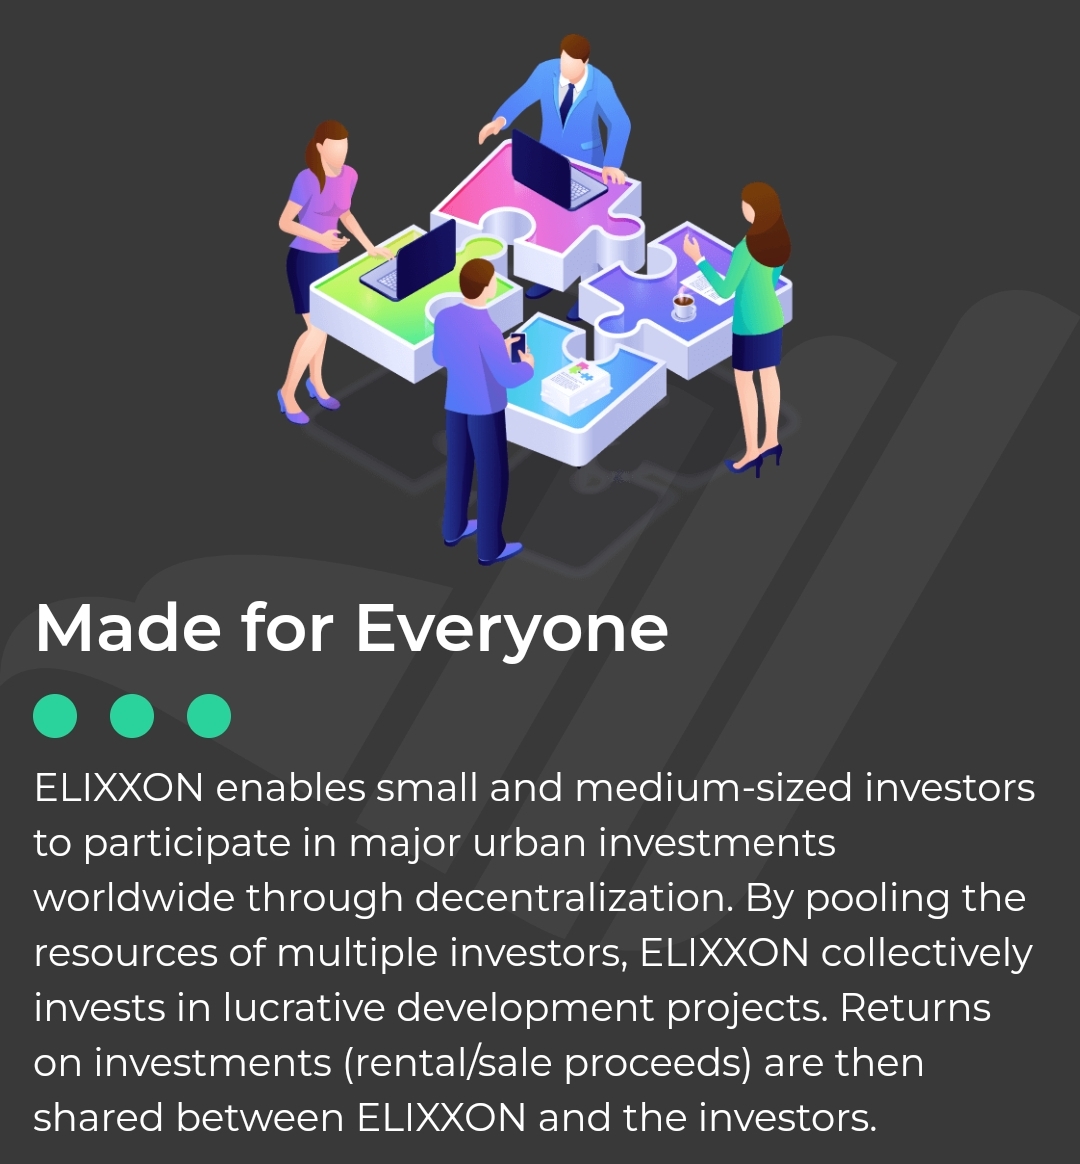 Made for Everyone
ELIXXON enables small and medium-sized investors
to participate in major urban investments
worldwide through decentralization. By pooling the
resources of multiple investors, ELIXXON collectively
invests in lucrative development projects. Returns
on investments (rental/sale proceeds) are then
shared between ELIXXON and the investors.